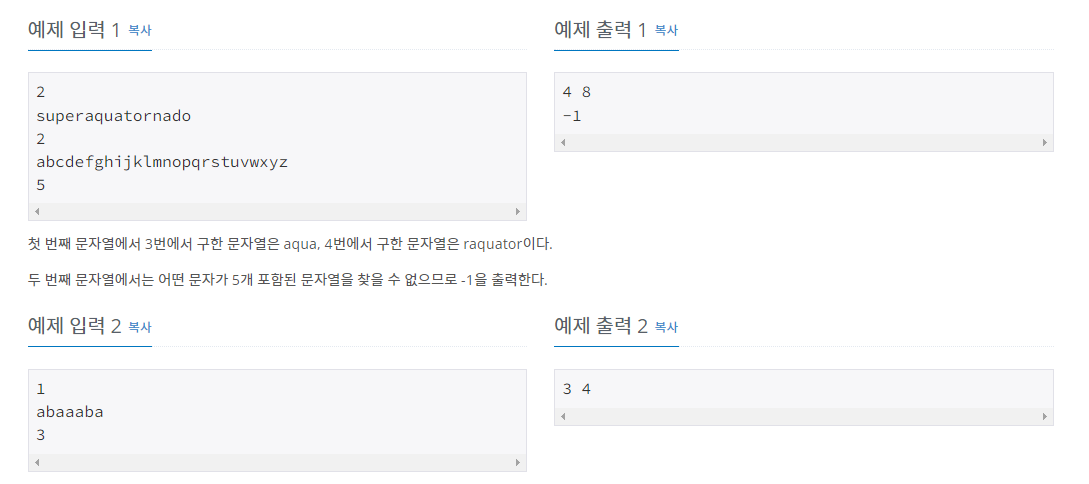 예제 입력 1 복사
예제 출력 1 복사
2
superaquatornado
2
abcdefghijklmnopqrstuvwxyz
5
4 8
-1
첫 번째 문자열에서 3번에서 구한 문자열은 aqua, 4번에서 구한 문자열은 raquator이다.
두 번째 문자열에서는 어떤 문자가 5개 포함된 문자열을 찾을 수 없으므로 -1을 출력한다.
예제 입력 2 복사
예제 출력 2 복사
1
abaaaba
3
3 4